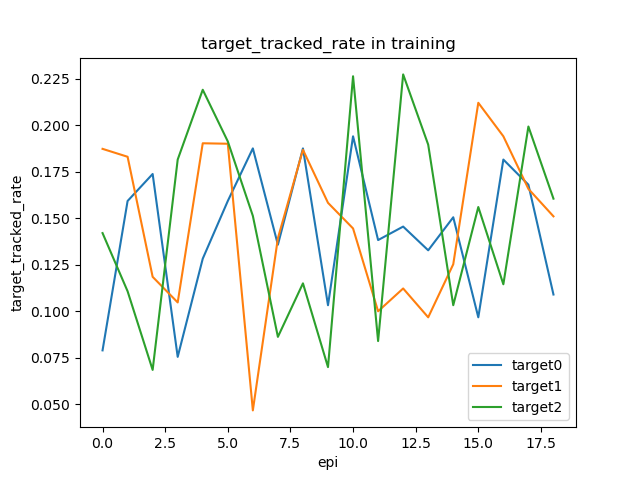 target_tracked_rate in training
target_tracked_rate
0.225
0.200
0.175
0.150
0.125
0.100
0.075
0.050
target0
target1
target2
0.0 2.5 5.0 7.5 10.0 12.5 15.0 17.5
epi